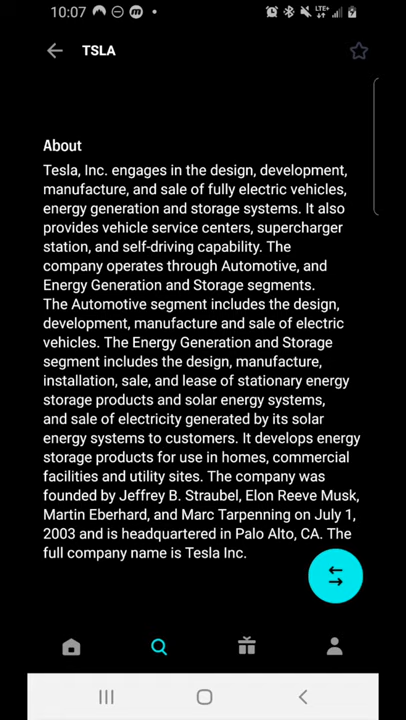 10:07
LTE+
TSLA
About
Tesla, Inc. engages in the design, development,
manufacture, and sale of fully electric vehicles,
energy generation and storage systems. It also
provides vehicle service centers, supercharger
station, and self-driving capability. The
company operates through Automotive, and
Energy Generation and Storage segments.
The Automotive segment includes the design,
development, manufacture and sale of electric
vehicles. The Energy Generation and Storage
segment includes the design, manufacture,
installation, sale, and lease of stationary energy
storage products and solar energy systems,
and sale of electricity generated by its solar
energy systems to customers. It develops energy
storage products for use in homes, commercial
facilities and utility sites. The company was
founded by Jeffrey B. Straubel, Elon Reeve Musk,
Martin Eberhard, and Marc Tarpenning on July 1,
2003 and is headquartered in Palo Alto, CA. The
full company name is Tesla Inc.